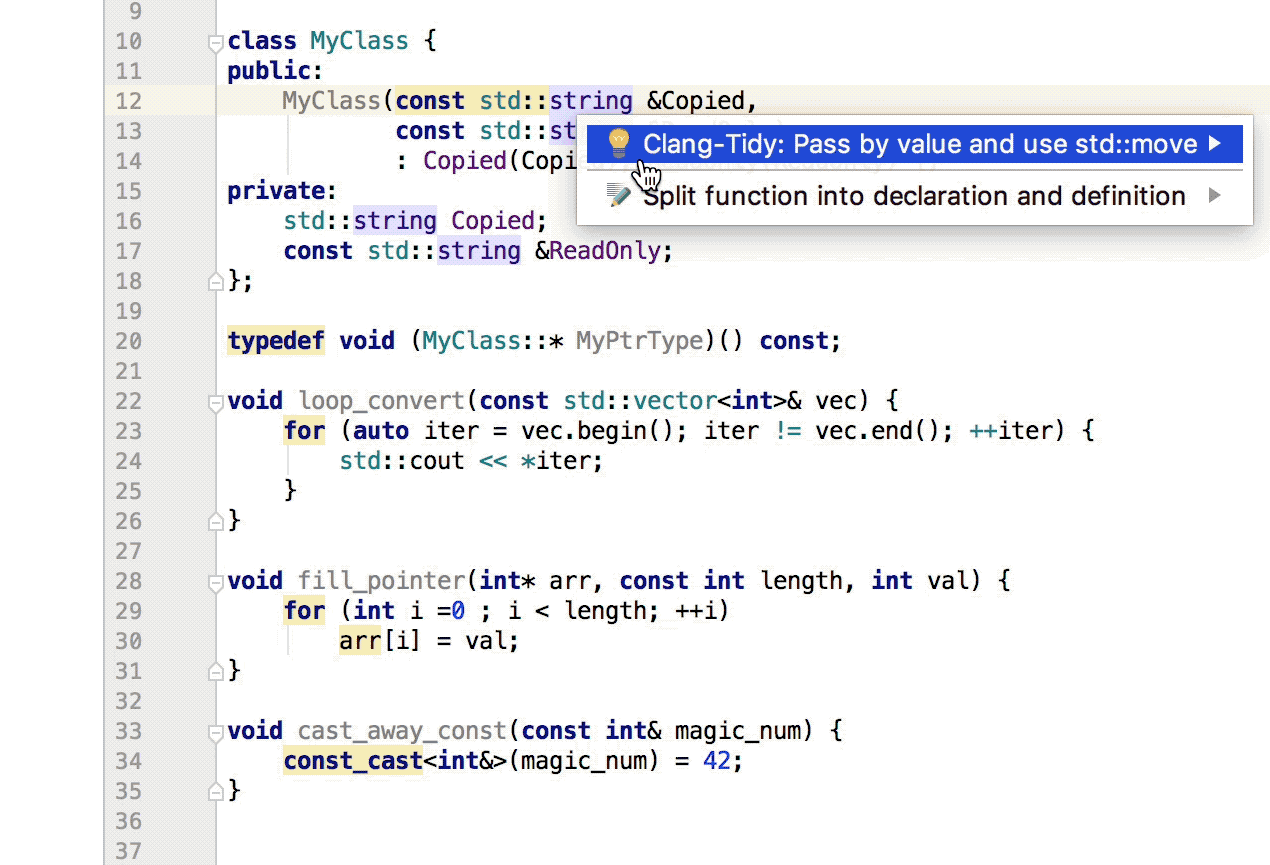 9
10 class MyClass {
11 public:
12 MyClass(const std::string &Copied,
13 const std::st
Clang-Tidy: Pass by value and use std::move
14 : Copied(Copi
15 private:
Split function into declaration and definition
16 std::string Copied;
17 const std::string &ReadOnly;
18 };
19
20 typedef void (MyClass::* MyPtrType)() const;
21
22 void loop_convert(const std::vector<int>& vec) {
23 for (auto iter = vec.begin(); iter != vec.end(); ++iter) {
24 std::cout << *iter;
25 }
26 }
27
28 void fill_pointer(int* arr, const int length, int val) {
29 for (int i =0 ; i < length; ++i)
30 arr[i] = val;
31 }
32
33 void cast_away_const(const int& magic_num) {
34 const_cast<int&>(magic_num) = 42;
35 }
36
37